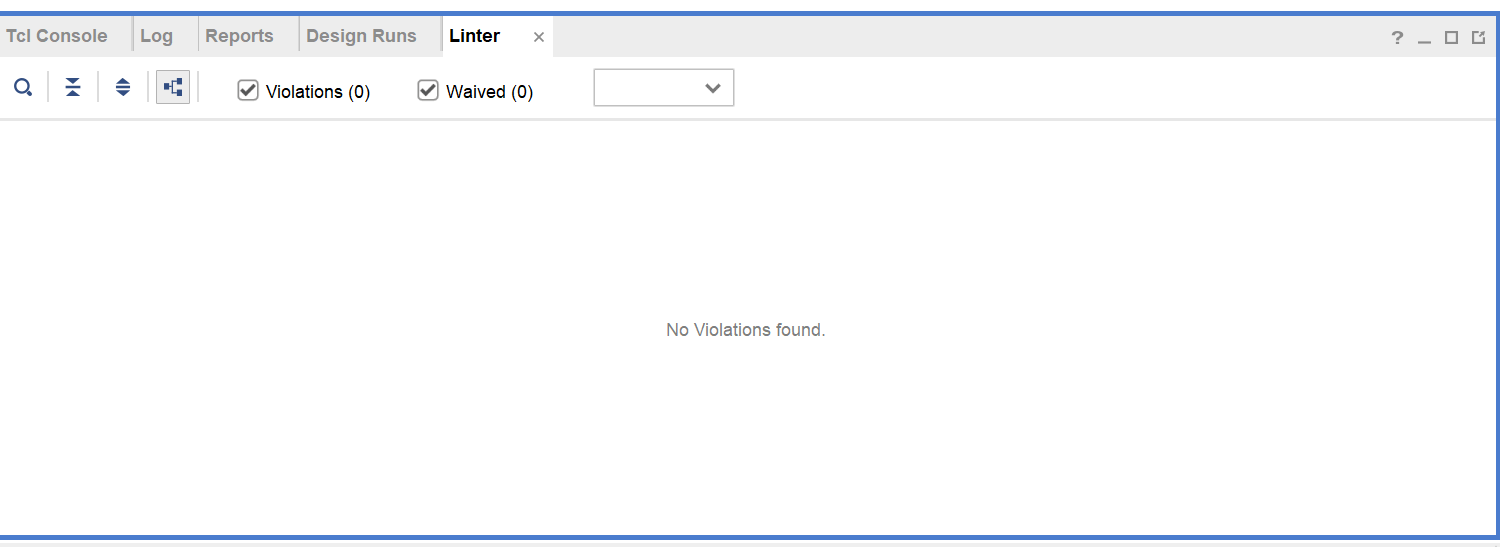 Tcl Console Log Reports Design Runs Linter × ?
Violations (0) Waived (0)
No Violations found.